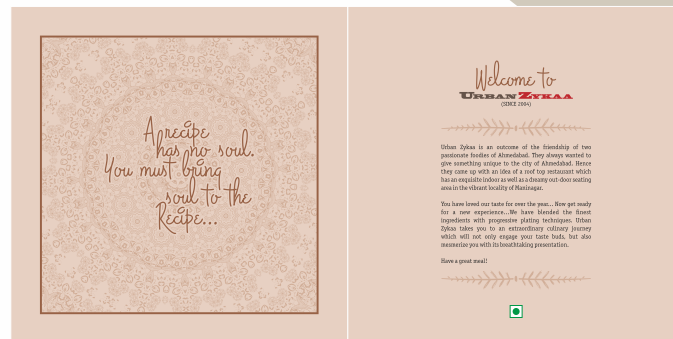 A recipe
has no soul.
You must bring
soul to the
Recipe...
Welcome to
URBAN ZYKAA
(SINCE 2004)
Urban Zykaa is an outcome of the friendship of two
passionate foodies of Ahmedabad. They always wanted to
give something unique to the city of Ahmedabad. Hence
they came up with an idea of a roof top restaurant which
has an exquisite indoor as well as a dreamy out-door seating
area in the vibrant locality of Maninagar.
You have loved our taste for over the year... Now get ready
for a new experience...We have blended the finest
ingredients with progressive plating techniques. Urban
Zykaa takes you to an extraordinary culinary journey
which will not only engage your taste buds, but also
mesmerize you with its breathtaking presentation.
Have a great meal!